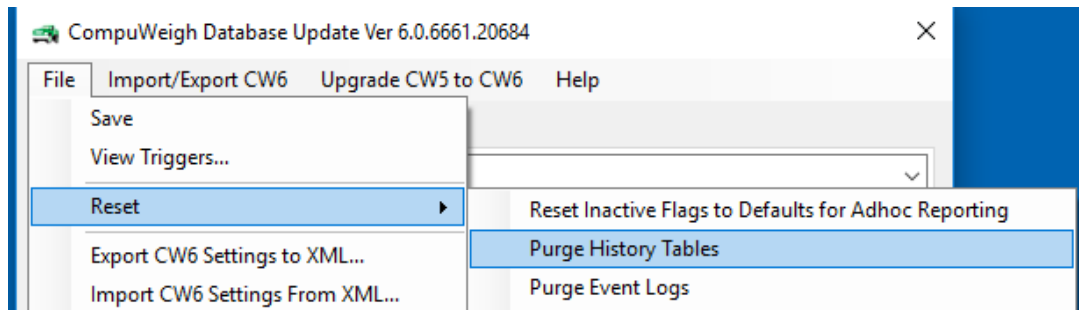 CompuWeigh Database Update Ver 6.0.6661.20684
File Import/Export CW6 Upgrade CW5 to CW6 Help
Save
View Triggers...
Reset
Reset Inactive Flags to Defaults for Adhoc Reporting
Purge History Tables
Export CW6 Settings to XML...
Purge Event Logs
Import CW6 Settings From XML...